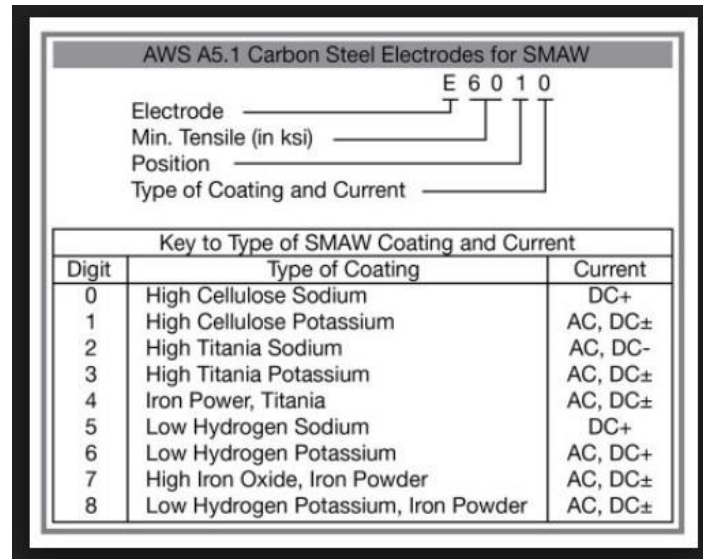 AWS A5.1 Carbon Steel Electrodes for SMAW
E 6 0 1 0
Electrode
Min. Tensile (in ksi)
Position
Type of Coating and Current
Key to Type of SMAW Coating and Current
Digit Type of Coating Current
0 High Cellulose Sodium DC+
1 High Cellulose Potassium AC, DC±
2 High Titania Sodium AC, DC-
3 High Titania Potassium AC, DC±
4 Iron Power, Titania AC, DC±
5 Low Hydrogen Sodium DC+
6 Low Hydrogen Potassium AC, DC+
7 High Iron Oxide, Iron Powder AC, DC±
8 Low Hydrogen Potassium, Iron Powder AC, DC±